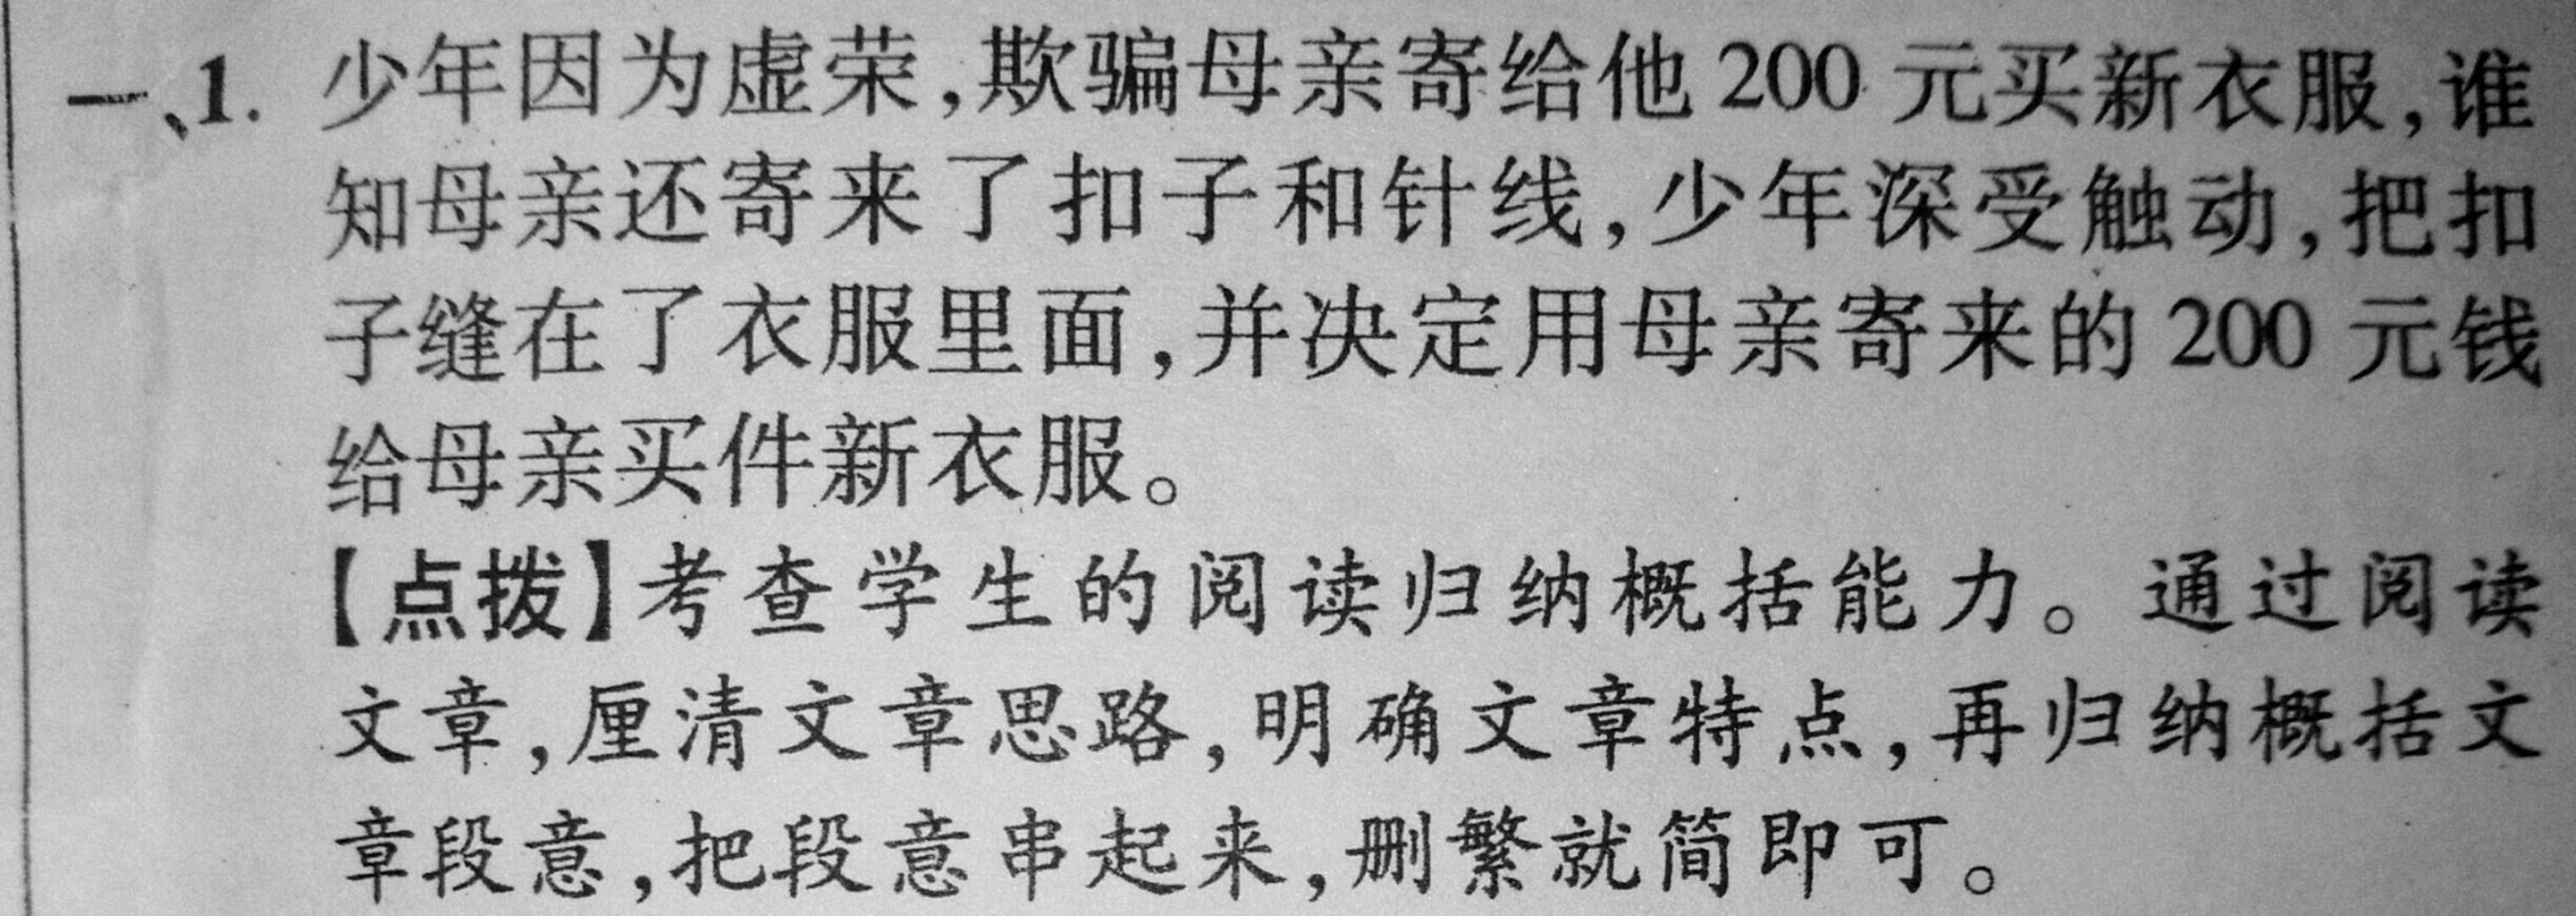 一、1. 少年因为虚荣,欺骗母亲寄给他 200 元买新衣服,谁
知母亲还寄来了扣子和针线,少年深受触动,把扣
子缝在了衣服里面,并决定用母亲寄来的 200 元钱
给母亲买件新衣服。
【点拨】考查学生的阅读归纳概括能力。通过阅读
文章,厘清文章思路,明确文章特点,再归纳概括文
章段意,把段意串起来,删繁就简即可。